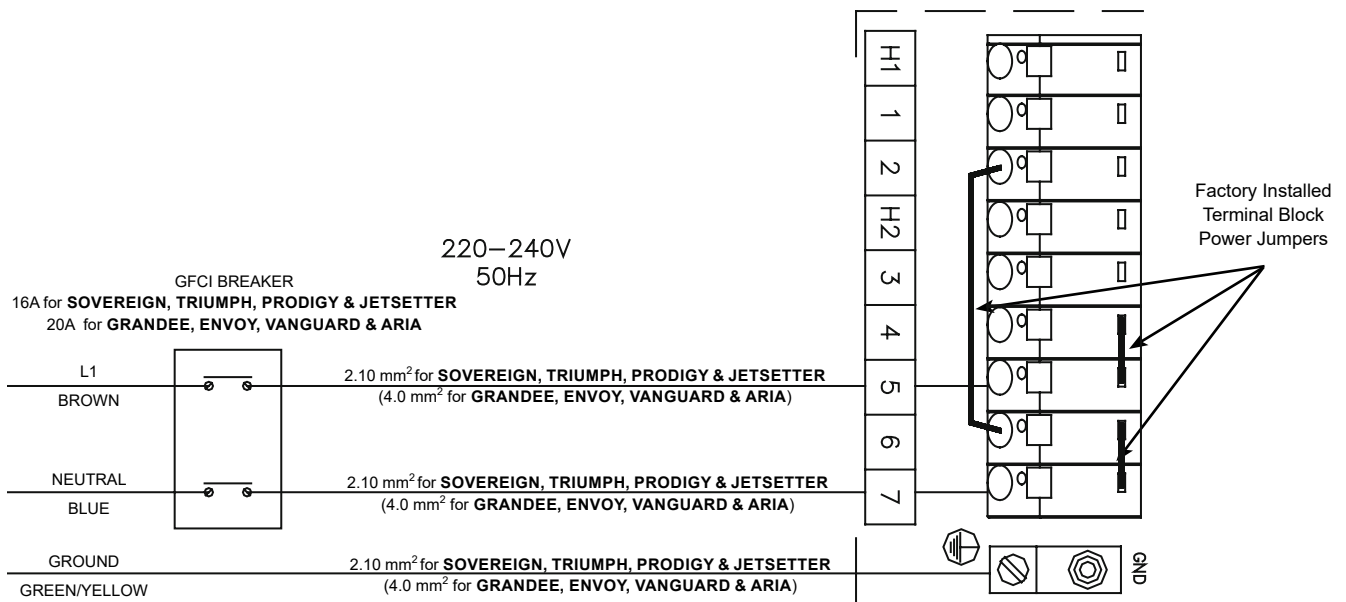 H1
1
2
H2
3
4
5
6
7
Factory Installed
Terminal Block
Power Jumpers
220–240V
50Hz
GFCI BREAKER
16A for SOVEREIGN, TRIUMPH, PRODIGY & JETSETTER
20A for GRANDEE, ENVOY, VANGUARD & ARIA
L1
BROWN
2.10 mm² for SOVEREIGN, TRIUMPH, PRODIGY & JETSETTER
(4.0 mm² for GRANDEE, ENVOY, VANGUARD & ARIA)
NEUTRAL
BLUE
2.10 mm² for SOVEREIGN, TRIUMPH, PRODIGY & JETSETTER
(4.0 mm² for GRANDEE, ENVOY, VANGUARD & ARIA)
GROUND
GREEN/YELLOW
2.10 mm² for SOVEREIGN, TRIUMPH, PRODIGY & JETSETTER
(4.0 mm² for GRANDEE, ENVOY, VANGUARD & ARIA)
GND